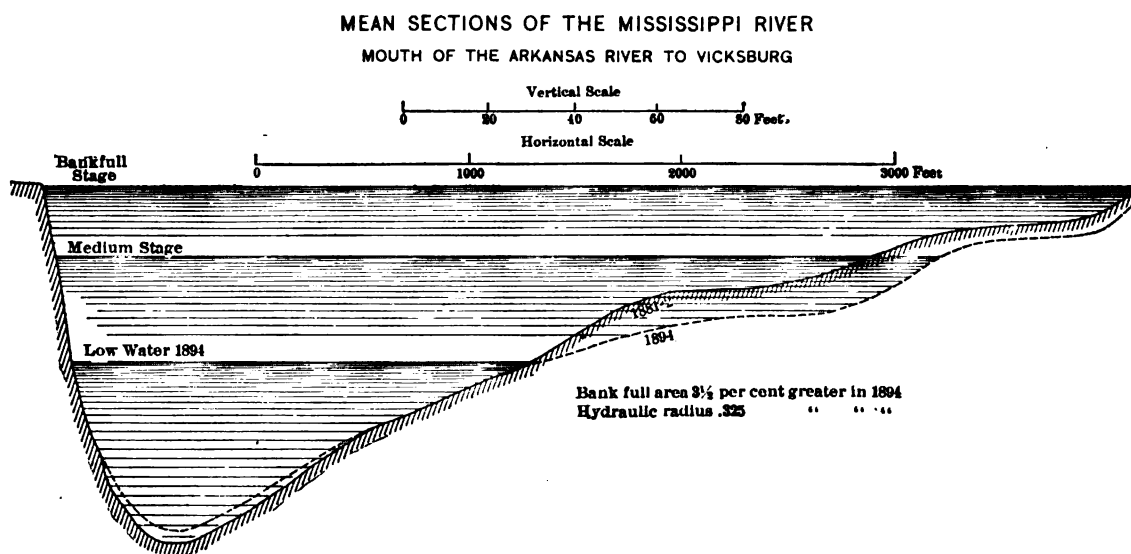 MEAN SECTIONS OF THE MISSISSIPPI RIVER
MOUTH OF THE ARKANSAS RIVER TO VICKSBURG
Vertical Scale
0 20 40 60 80 Feet.
Horizontal Scale
Bankfull
Stage
0 1000 2000 3000 Feet
Medium Stage
1881-2
1894
Low Water 1894
Bank full area 3½ per cent greater in 1894
Hydraulic radius .325 " " "